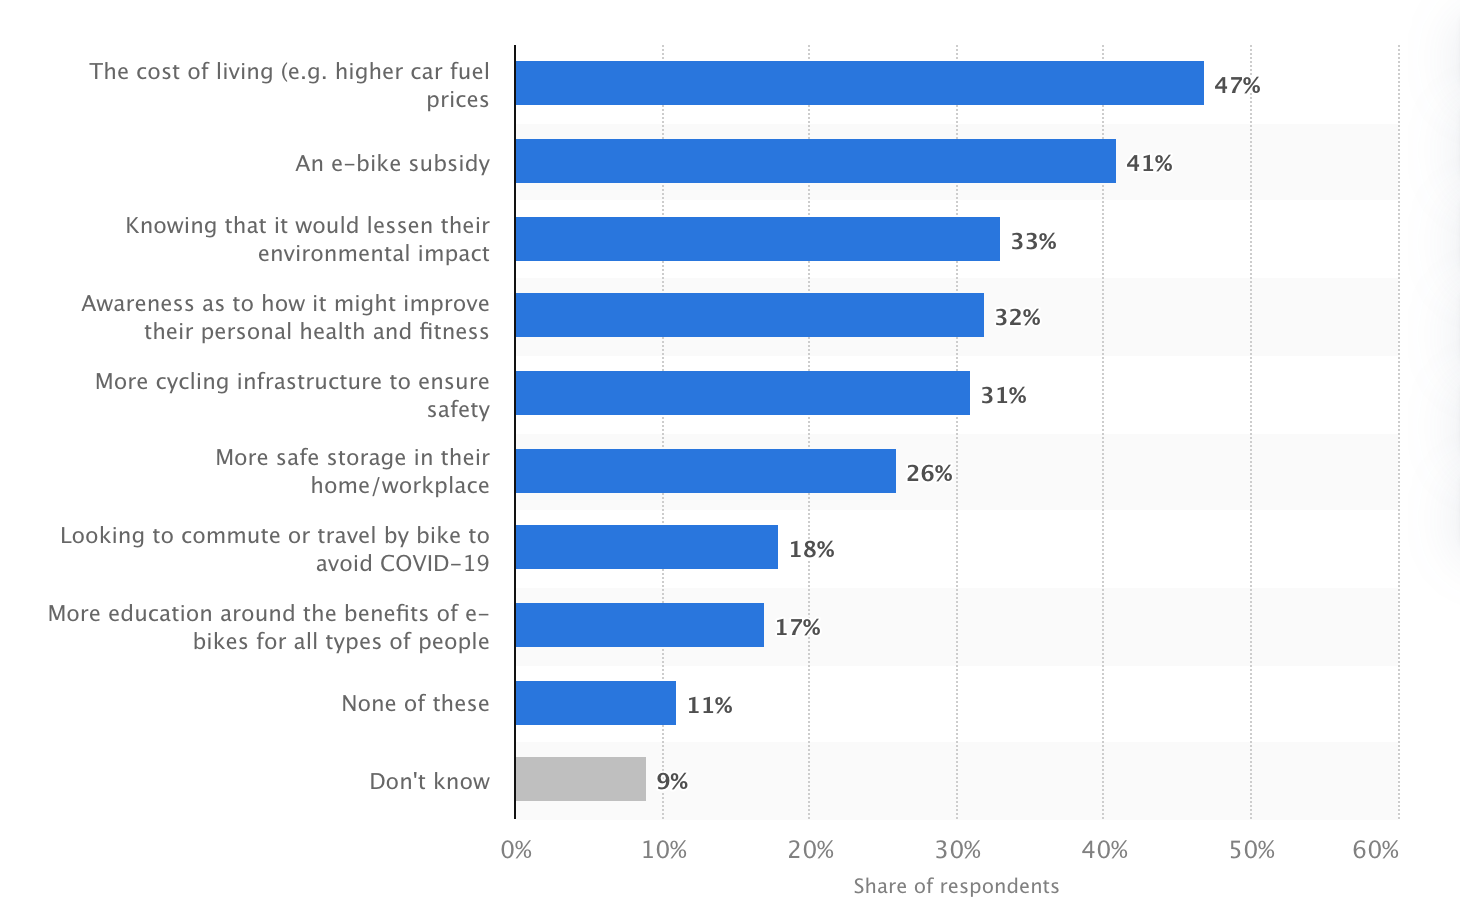 The cost of living (e.g. higher car fuel
prices
47%
An e-bike subsidy
41%
Knowing that it would lessen their
environmental impact
33%
Awareness as to how it might improve
their personal health and fitness
32%
More cycling infrastructure to ensure
safety
31%
More safe storage in their
home/workplace
26%
Looking to commute or travel by bike to
avoid COVID-19
18%
More education around the benefits of e-
bikes for all types of people
17%
None of these
11%
Don't know
9%
0% 10% 20% 30% 40% 50% 60%
Share of respondents